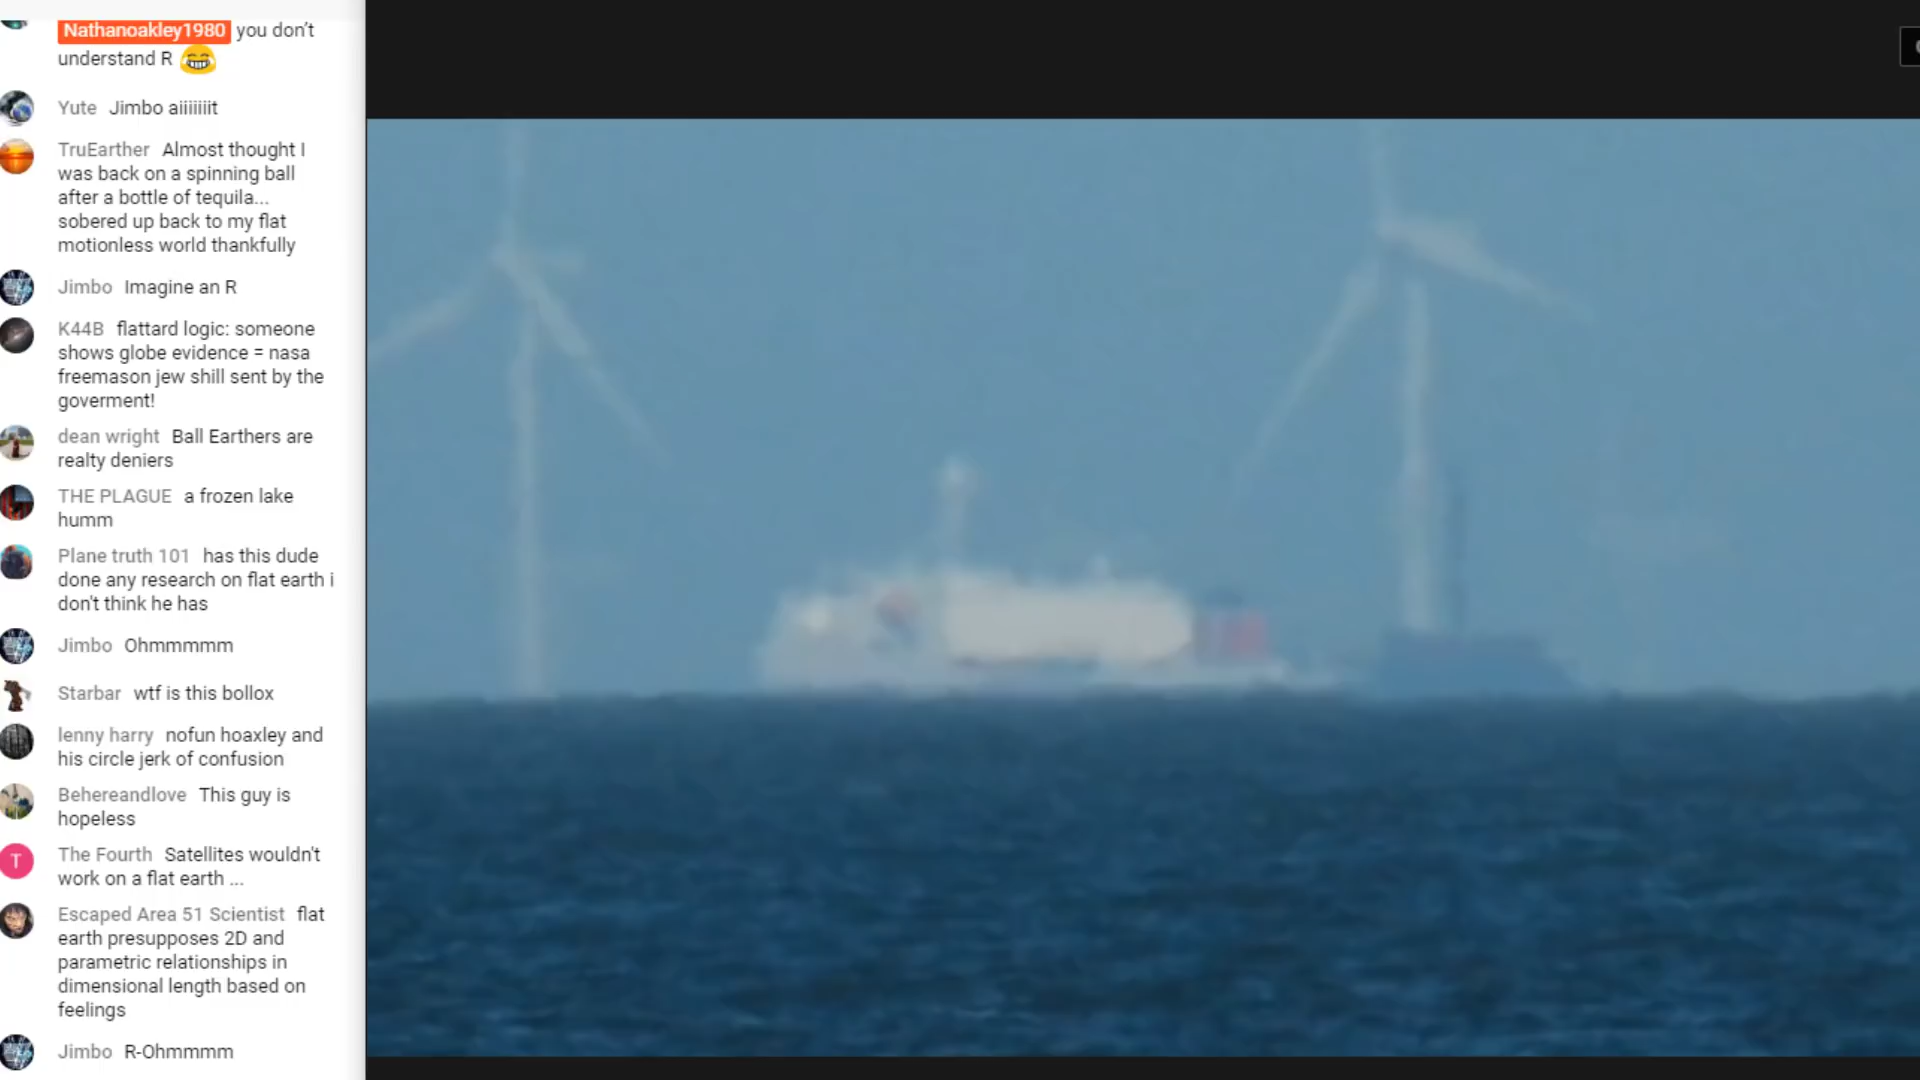 Nathanoakley1980 you don't
understand R
Yute Jimbo aiiiiiiit
TruEarther Almost thought I
was back on a spinning ball
after a bottle of tequila...
sobered up back to my flat
motionless world thankfully
Jimbo Imagine an R
K44B flattard logic: someone
shows globe evidence = nasa
freemason jew shill sent by the
goverment!
dean wright Ball Earthers are
realty deniers
THE PLAGUE a frozen lake
humm
Plane truth 101 has this dude
done any research on flat earth i
don't think he has
Jimbo Ohmmmmm
Starbar wtf is this bollox
lenny harry nofun hoaxley and
his circle jerk of confusion
Behereandlove This guy is
hopeless
T
The Fourth Satellites wouldn't
work on a flat earth ...
Escaped Area 51 Scientist flat
earth presupposes 2D and
parametric relationships in
dimensional length based on
feelings
Jimbo R-Ohmmmm